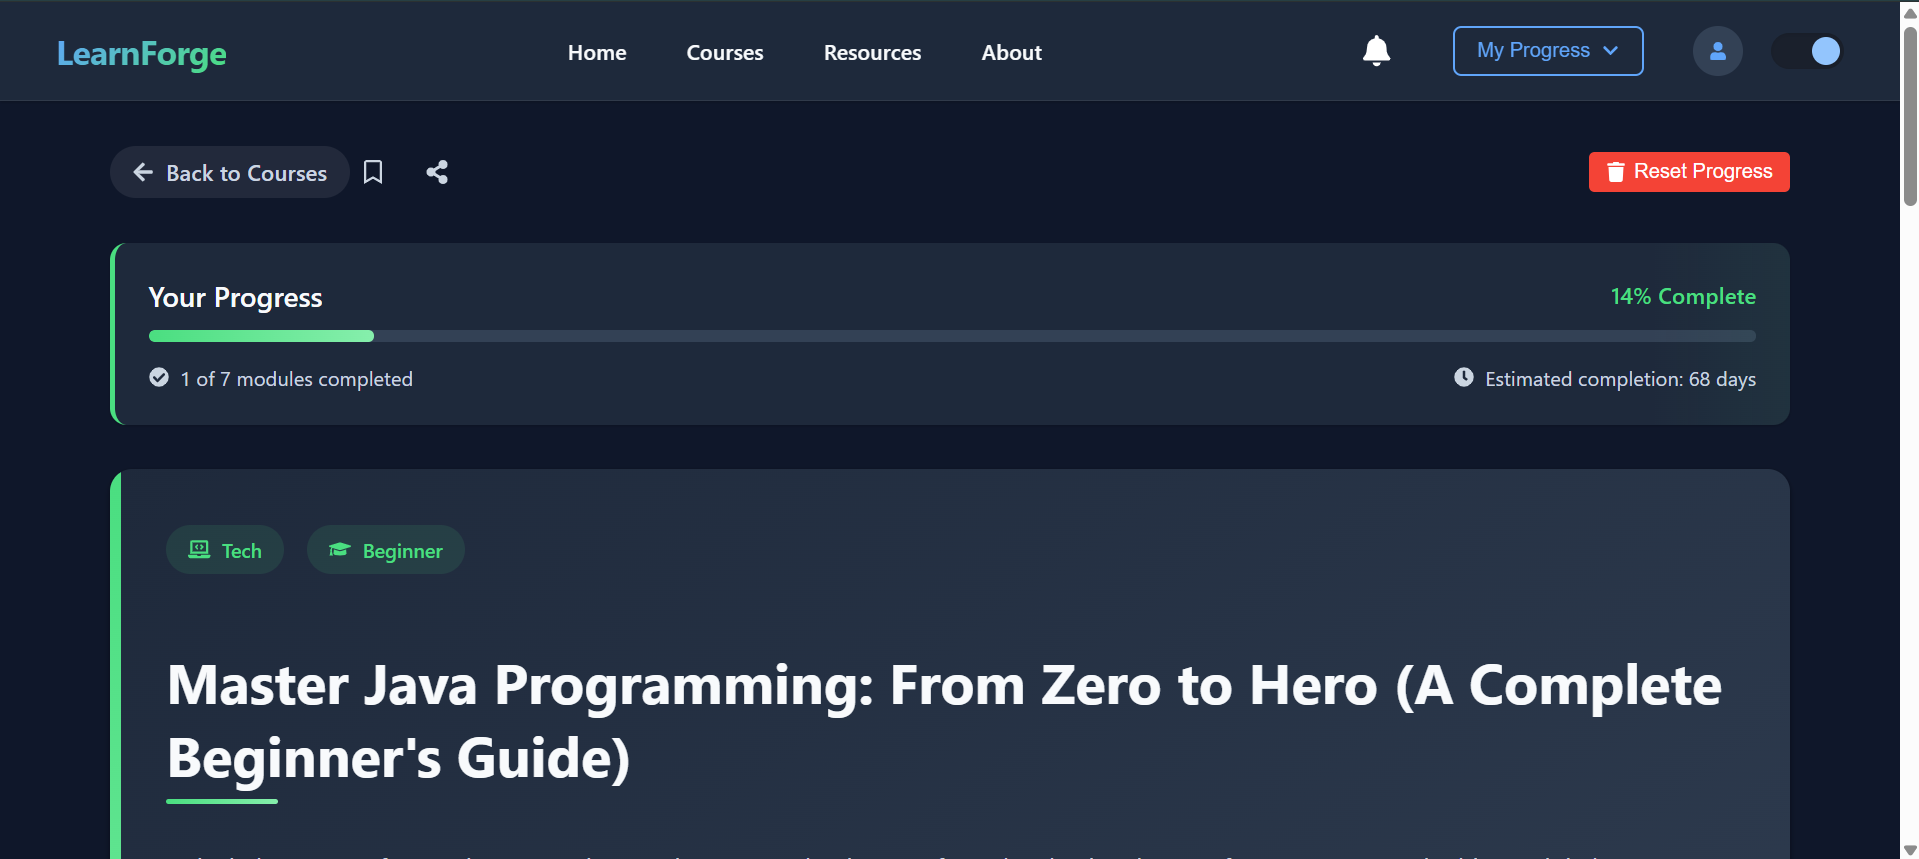 LearnForge
Home
Courses
Resources
About
My Progress
Back to Courses
Reset Progress
Your Progress
14% Complete
1 of 7 modules completed
Estimated completion: 68 days
Tech
Beginner
Master Java Programming: From Zero to Hero (A Complete
Beginner's Guide)